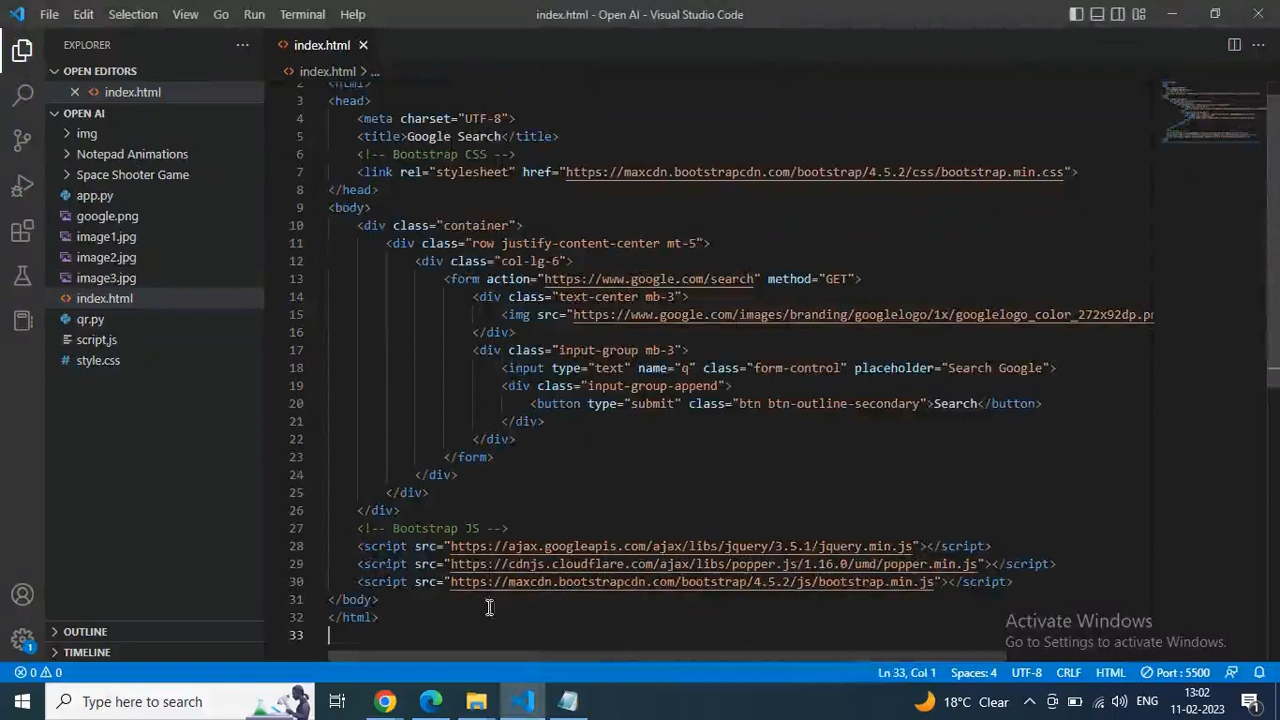 File Edit Selection View Go Run Terminal Help
index.html - Open AI - Visual Studio Code
EXPLORER
OPEN EDITORS
index.html
OPEN AI
img
Notepad Animations
Space Shooter Game
app.py
google.png
image1.jpg
image2.jpg
image3.jpg
index.html
qr.py
script.js
style.css
OUTLINE
TIMELINE
index.html
index.html > ...
2 <html>
3 <head>
4 <meta charset="UTF-8">
5 <title>Google Search</title>
6 <!-- Bootstrap CSS -->
7 <link rel="stylesheet" href="https://maxcdn.bootstrapcdn.com/bootstrap/4.5.2/css/bootstrap.min.css">
8 </head>
9 <body>
10 <div class="container">
11 <div class="row justify-content-center mt-5">
12 <div class="col-lg-6">
13 <form action="https://www.google.com/search" method="GET">
14 <div class="text-center mb-3">
15 <img src="https://www.google.com/images/branding/googlelogo/1x/googlelogo_color_272x92dp.pn
16 </div>
17 <div class="input-group mb-3">
18 <input type="text" name="q" class="form-control" placeholder="Search Google">
19 <div class="input-group-append">
20 <button type="submit" class="btn btn-outline-secondary">Search</button>
21 </div>
22 </div>
23 </form>
24 </div>
25 </div>
26 </div>
27 <!-- Bootstrap JS -->
28 <script src="https://ajax.googleapis.com/ajax/libs/jquery/3.5.1/jquery.min.js"></script>
29 <script src="https://cdnjs.cloudflare.com/ajax/libs/popper.js/1.16.0/umd/popper.min.js"></script>
30 <script src="https://maxcdn.bootstrapcdn.com/bootstrap/4.5.2/js/bootstrap.min.js"></script>
31 </body>
32 </html>
33
Activate Windows
Go to Settings to activate Windows.
1
0 0
Ln 33, Col 1 Spaces: 4 UTF-8 CRLF HTML Port : 5500
Type here to search
18°C Clear
ENG
13:02
11-02-2023
1